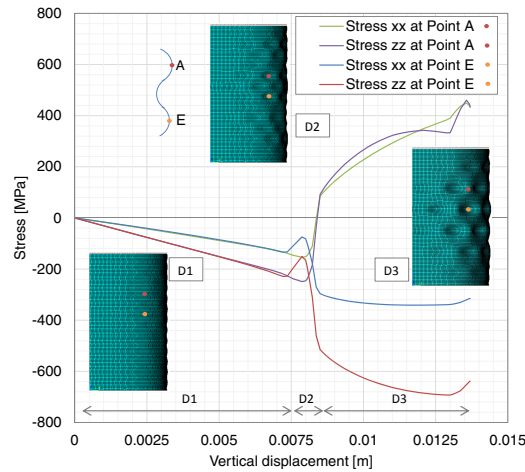 800
600
400
200
0
-200
-400
-600
-800
Stress [MPa]
0
0.0025
0.005
0.0075
0.01
0.0125
0.015
Vertical displacement [m]
Stress xx at Point A
Stress zz at Point A
Stress xx at Point E
Stress zz at Point E
A
E
D2
D1
D3
D1
D2
D3